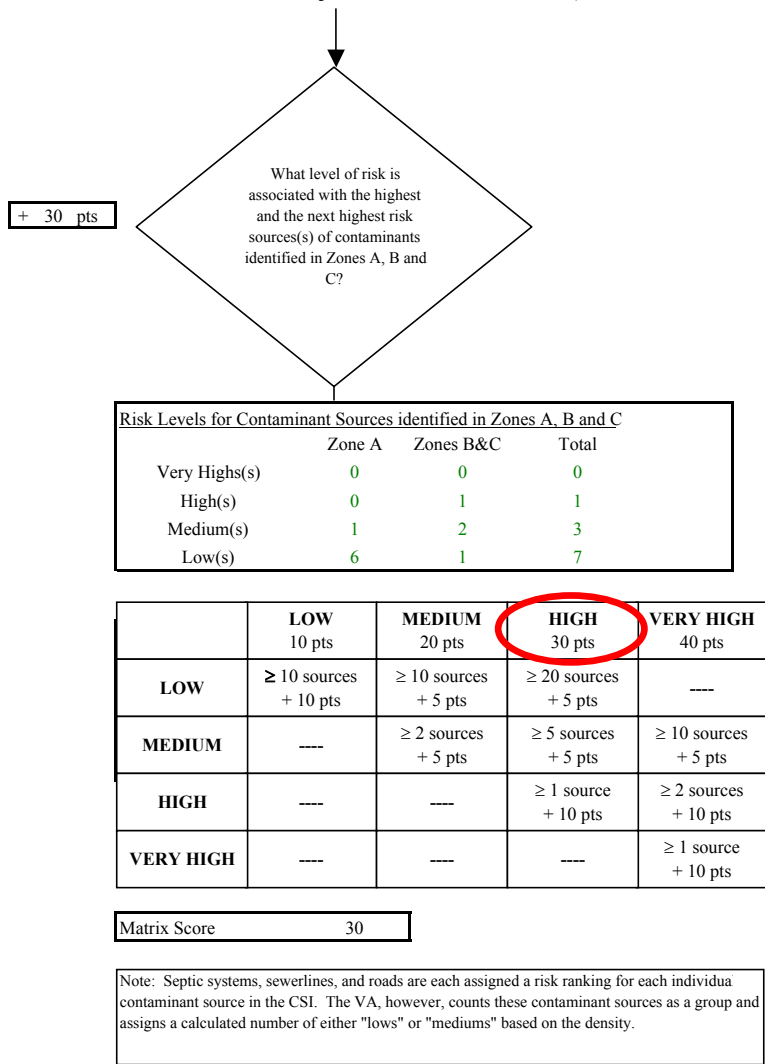 What level of risk is
associated with the highest
and the next highest risk
sources(s) of contaminants
identified in Zones A, B and
C?
+ 30 pts
Risk Levels for Contaminant Sources identified in Zones A, B and C
Zone A Zones B&C Total
Very Highs(s) 0 0 0
High(s) 0 1 1
Medium(s) 1 2 3
Low(s) 6 1 7
LOW MEDIUM HIGH VERY HIGH
10 pts 20 pts 30 pts 40 pts
LOW ≥ 10 sources ≥ 10 sources ≥ 20 sources ----
+ 10 pts + 5 pts + 5 pts
MEDIUM ---- ≥ 2 sources ≥ 5 sources ≥ 10 sources
+ 5 pts + 5 pts + 5 pts
HIGH ---- ---- ≥ 1 source ≥ 2 sources
+ 10 pts + 10 pts
VERY HIGH ---- ---- ---- ≥ 1 source
+ 10 pts
Matrix Score 30
Note: Septic systems, sewerlines, and roads are each assigned a risk ranking for each individua
contaminant source in the CSI. The VA, however, counts these contaminant sources as a group and
assigns a calculated number of either "lows" or "mediums" based on the density.